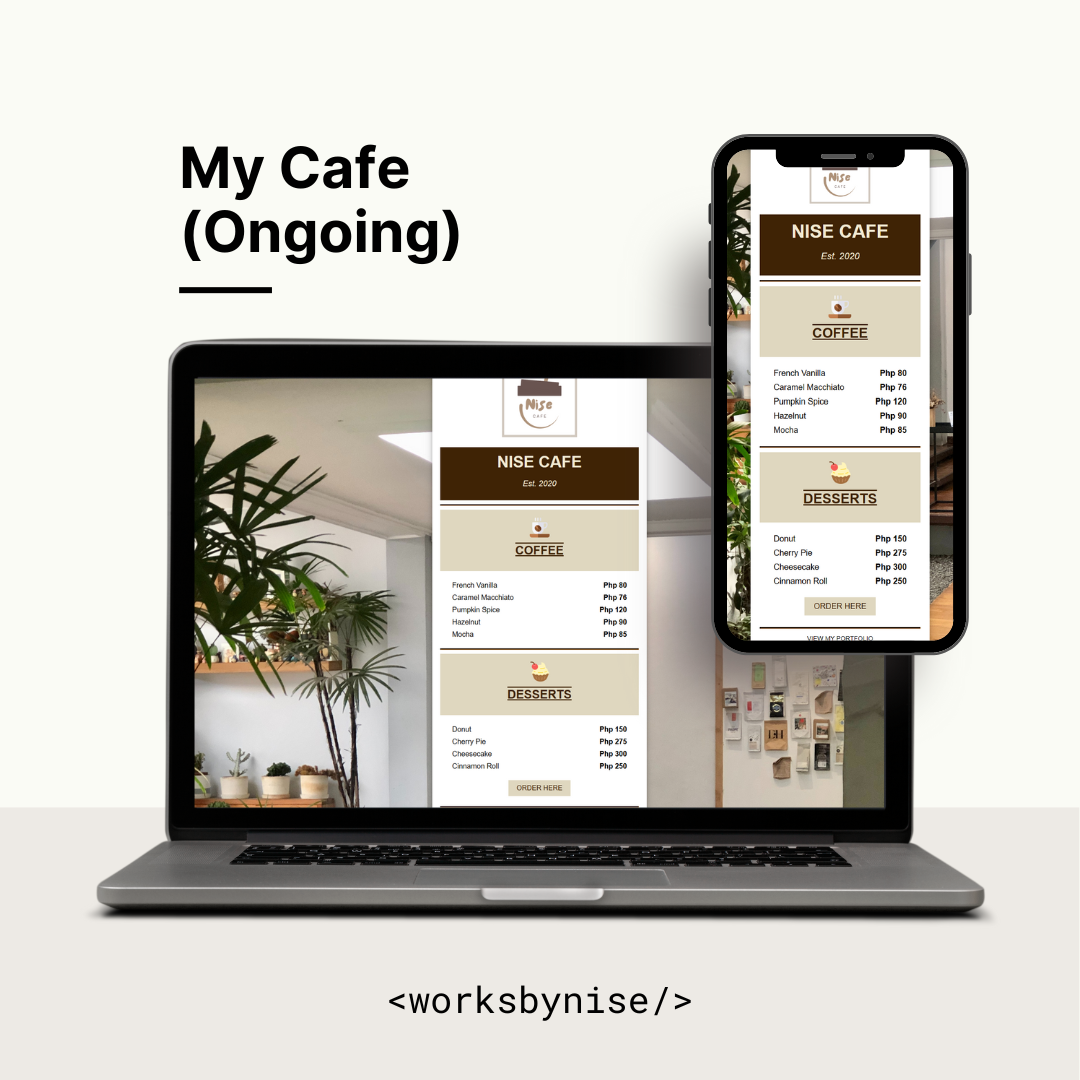 My Cafe
(Ongoing)
Nise
CAFE
NISE CAFE
Est. 2020
COFFEE
French Vanilla Php 80
Caramel Macchiato Php 76
Pumpkin Spice Php 120
Hazelnut Php 90
Mocha Php 85
DESSERTS
Donut Php 150
Cherry Pie Php 275
Cheesecake Php 300
Cinnamon Roll Php 250
ORDER HERE
Nise
CAFE
NISE CAFE
Est. 2020
COFFEE
French Vanilla Php 80
Caramel Macchiato Php 76
Pumpkin Spice Php 120
Hazelnut Php 90
Mocha Php 85
DESSERTS
Donut Php 150
Cherry Pie Php 275
Cheesecake Php 300
Cinnamon Roll Php 250
ORDER HERE
VIEW MY PORTFOLIO
<worksbynise/>